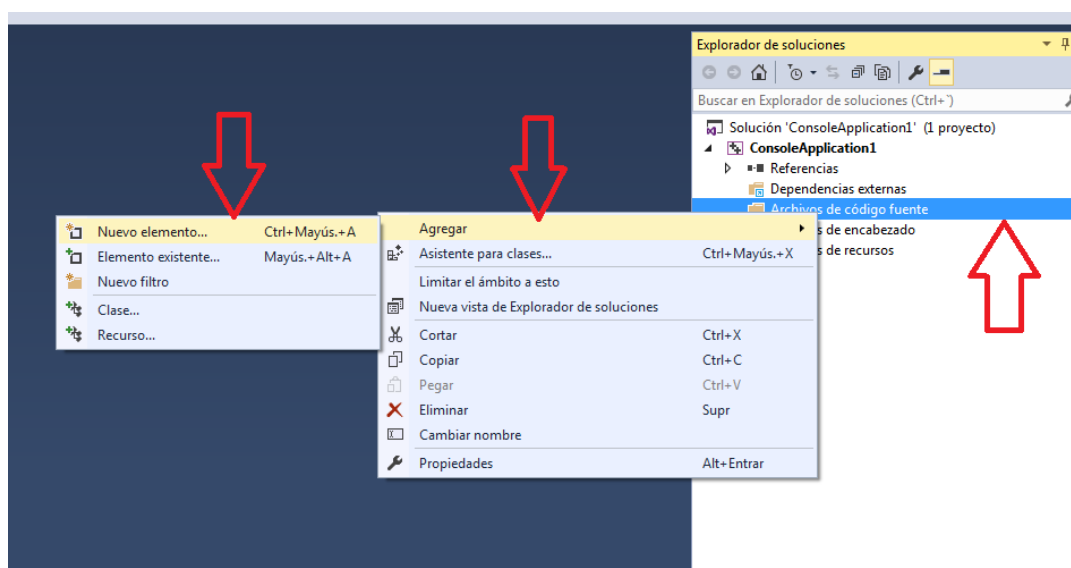 Explorador de soluciones
Buscar en Explorador de soluciones (Ctrl+`)
Solución 'ConsoleApplication1' (1 proyecto)
ConsoleApplication1
Referencias
Dependencias externas
Archivos de código fuente
s de encabezado
s de recursos
Nuevo elemento... Ctrl+Mayús.+A
Elemento existente... Mayús.+Alt+A
Nuevo filtro
Clase...
Recurso...
Agregar
Asistente para clases... Ctrl+Mayús.+X
Limitar el ámbito a esto
Nueva vista de Explorador de soluciones
Cortar Ctrl+X
Copiar Ctrl+C
Pegar Ctrl+V
Eliminar Supr
Cambiar nombre
Propiedades Alt+Entrar